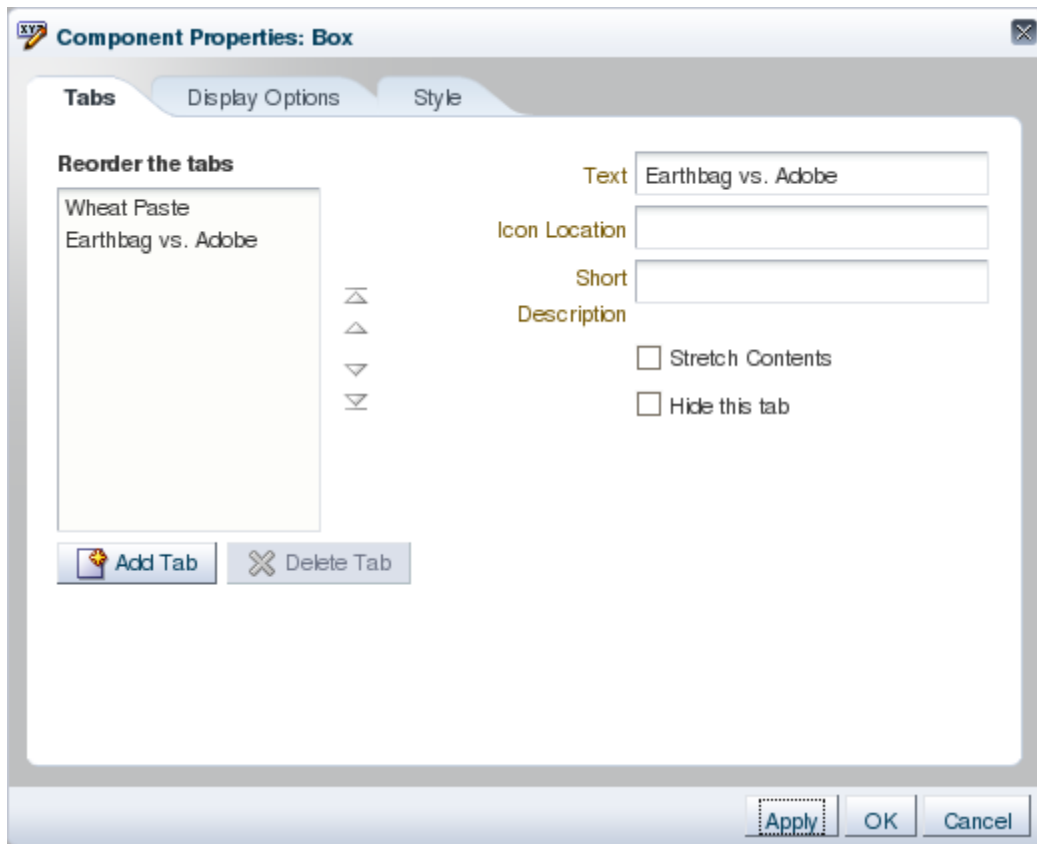 Component Properties: Box
Tabs
Display Options
Style
Reorder the tabs
Wheat Paste
Earthbag vs. Adobe
Text
Earthbag vs. Adobe
Icon Location
Short
Description
Stretch Contents
Hide this tab
Add Tab
Delete Tab
Apply
OK
Cancel